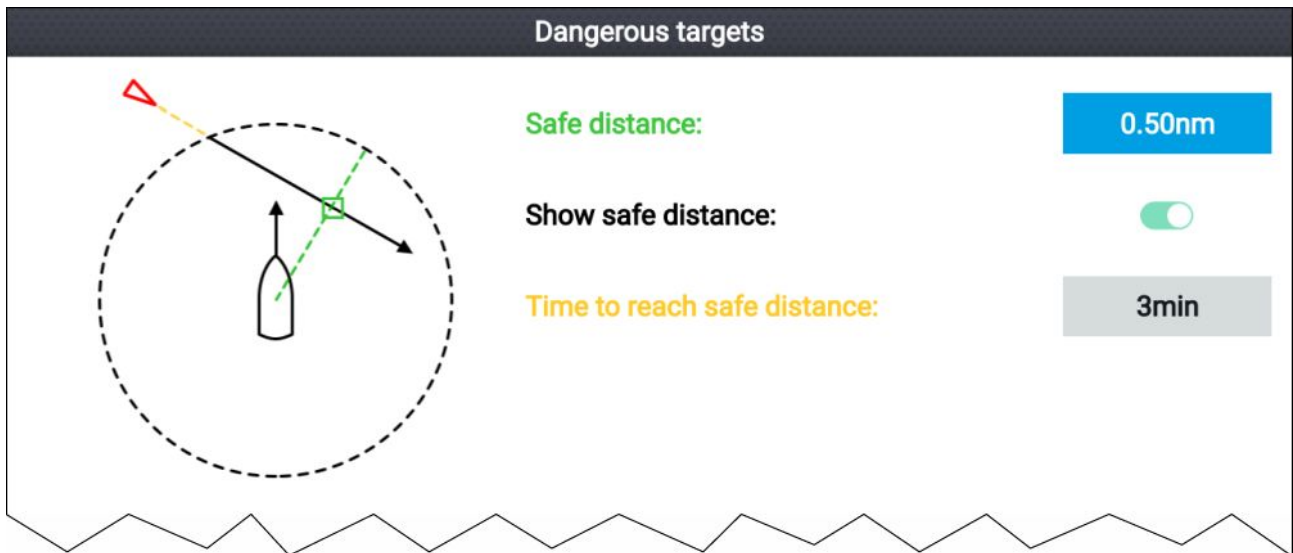 Dangerous targets
Safe distance:
0.50nm
Show safe distance:
Time to reach safe distance:
3min